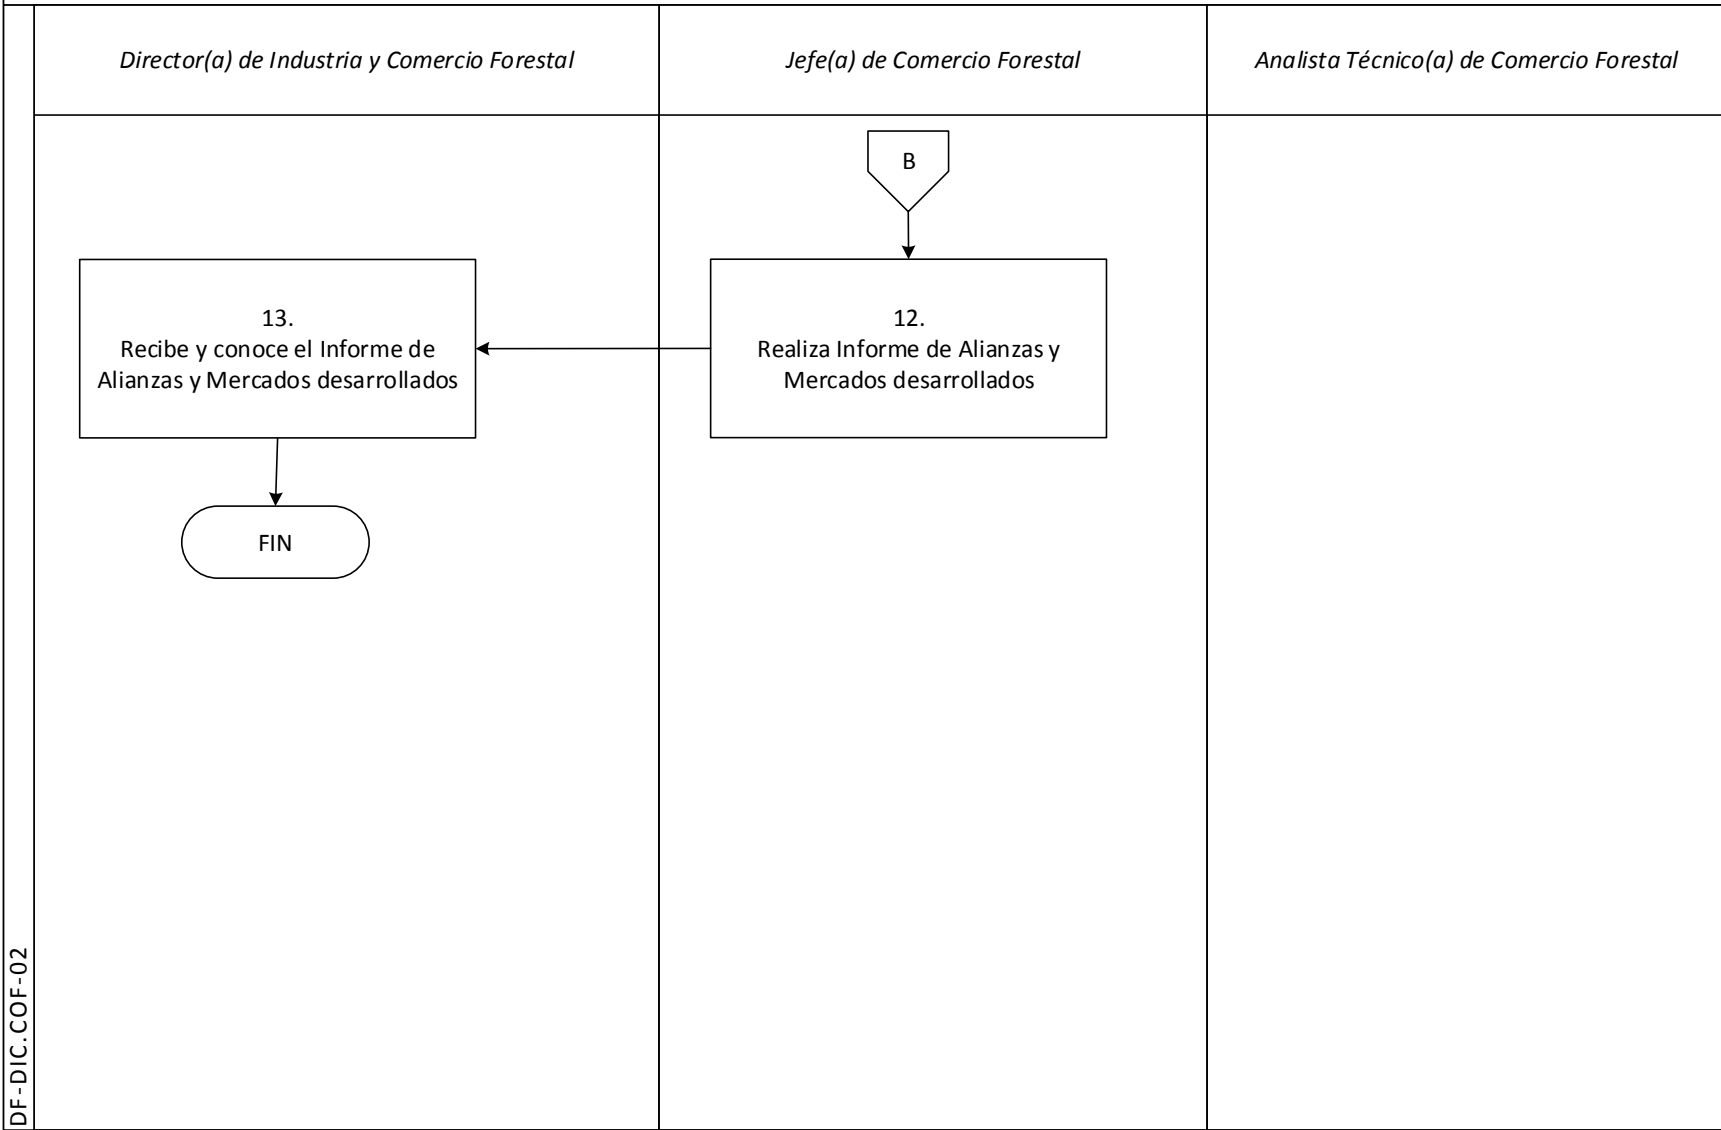 Director(a) de Industria y Comercio Forestal
Jefe(a) de Comercio Forestal
Analista Técnico(a) de Comercio Forestal
B
12.
Realiza Informe de Alianzas y
Mercados desarrollados
13.
Recibe y conoce el Informe de
Alianzas y Mercados desarrollados
FIN
DF-DIC.COF-02